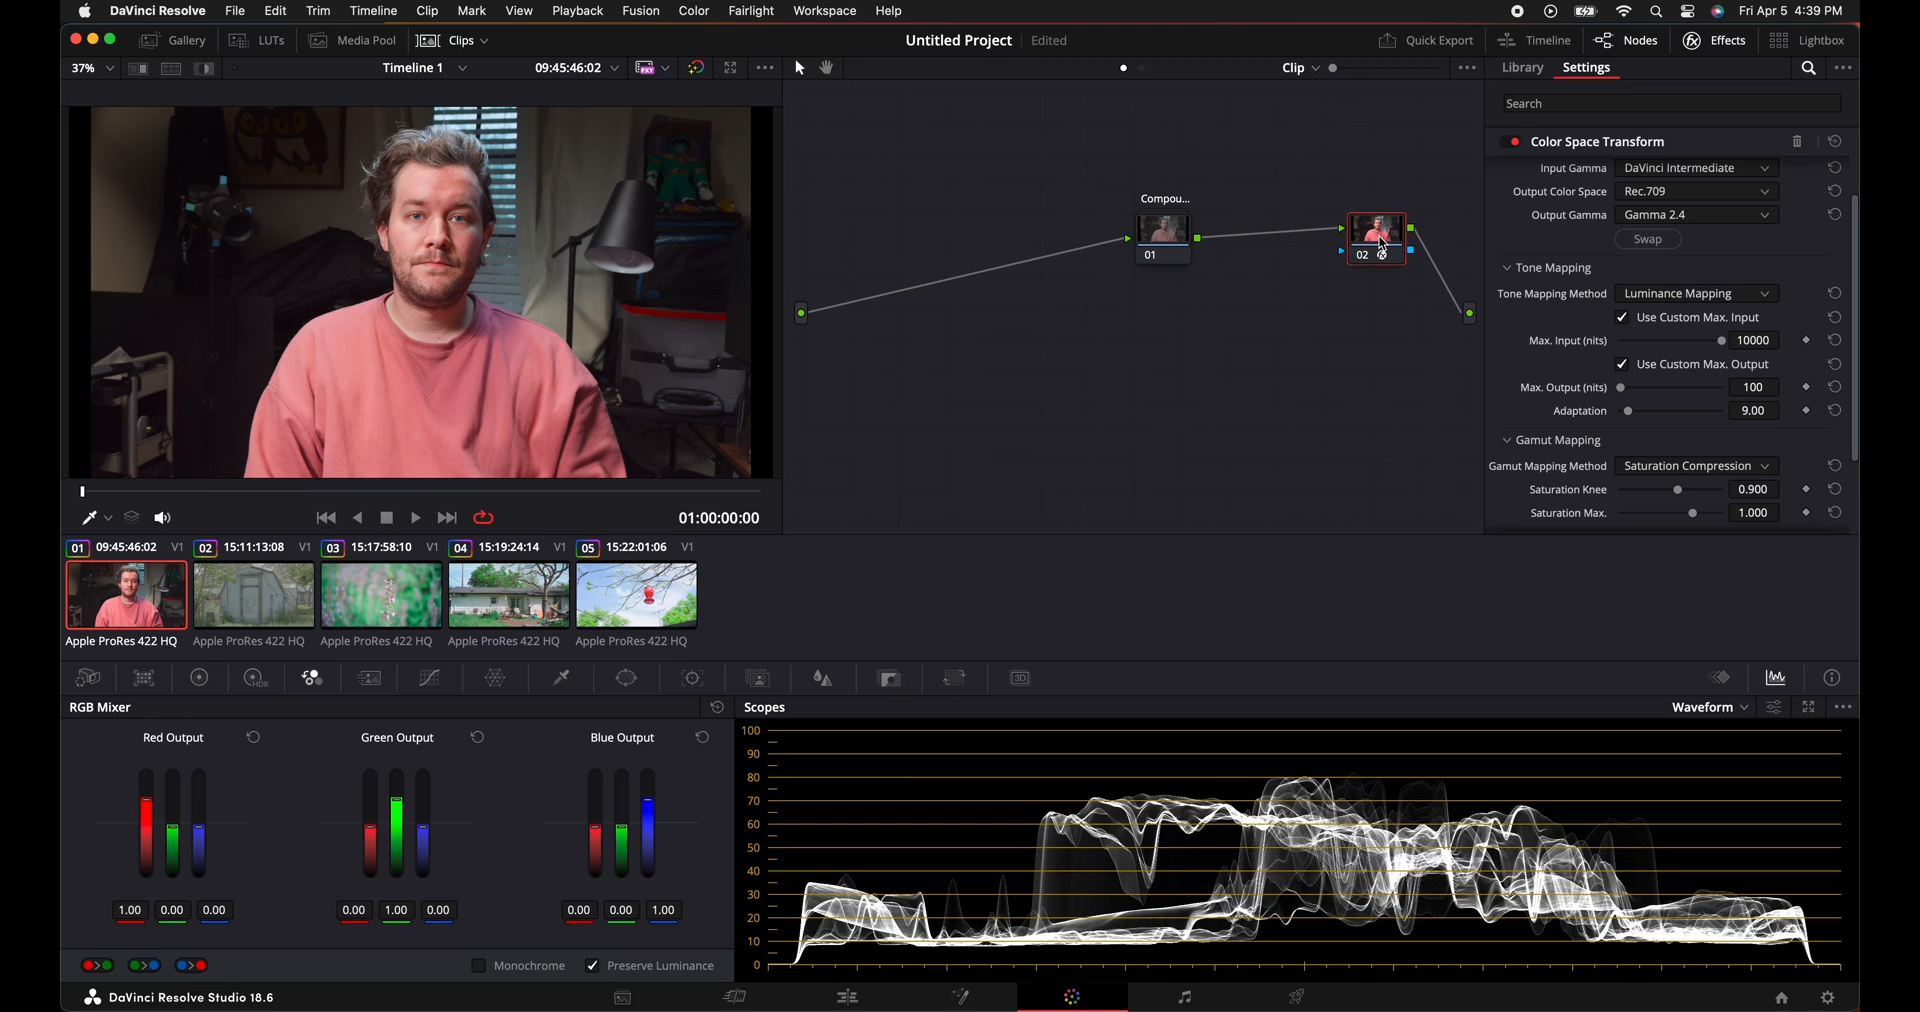 DaVinci Resolve File Edit Trim Timeline Clip Mark View Playback Fusion Color Fairlight Workspace Help Fri Apr 5 4:39 PM
Gallery LUTs Media Pool Clips Untitled Project Edited Quick Export Timeline Nodes Effects Lightbox
37% Timeline 1 09:45:46:02 PXY Clip Library Settings
Search
Color Space Transform
Input Gamma DaVinci Intermediate
Output Color Space Rec.709
Output Gamma Gamma 2.4
Swap
Tone Mapping
Tone Mapping Method Luminance Mapping
Use Custom Max. Input
Max. Input (nits) 10000
Use Custom Max. Output
Max. Output (nits) 100
Adaptation 9.00
Gamut Mapping
Gamut Mapping Method Saturation Compression
Saturation Knee 0.900
Saturation Max. 1.000
Compou...
01
02
01:00:00:00
01 09:45:46:02 V1 02 15:11:13:08 V1 03 15:17:58:10 V1 04 15:19:24:14 V1 05 15:22:01:06 V1
Apple ProRes 422 HQ Apple ProRes 422 HQ Apple ProRes 422 HQ Apple ProRes 422 HQ Apple ProRes 422 HQ
HDR 3D
RGB Mixer
Red Output Green Output Blue Output
1.00 0.00 0.00 0.00 1.00 0.00 0.00 0.00 1.00
Monochrome Preserve Luminance
Scopes Waveform
100
90
80
70
60
50
40
30
20
10
0
DaVinci Resolve Studio 18.6